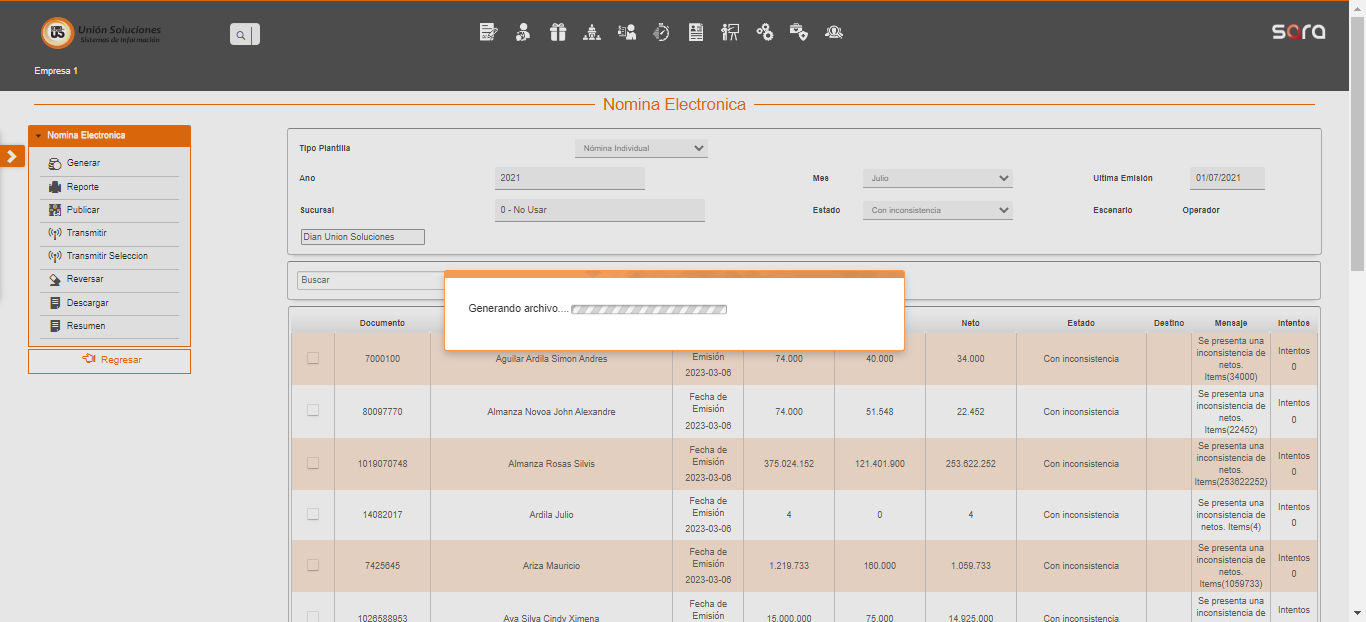 Unión Soluciones
Sistemas de Información
sara
Empresa 1
Nomina Electronica
Nomina Electronica
Generar
Reporte
Publicar
Transmitir
Transmitir Seleccion
Reversar
Descargar
Resumen
Regresar
Tipo Plantilla Nómina Individual
Ano 2021 Mes Julio Ultima Emisión 01/07/2021
Sucursal 0 - No Usar Estado Con inconsistencia Escenario Operador
Dian Union Soluciones
Buscar
Generando archivo....
Documento Neto Estado Destino Mensaje Intentos
7000100 Aguilar Ardila Simon Andres Emisión 2023-03-06 74.000 40.000 34.000 Con inconsistencia Se presenta una inconsistencia de netos. Items(34000) Intentos 0
80097770 Almanza Novoa John Alexandre Fecha de Emisión 2023-03-06 74.000 51.548 22.452 Con inconsistencia Se presenta una inconsistencia de netos. Items(22452) Intentos 0
1019070748 Almanza Rosas Silvis Fecha de Emisión 2023-03-06 375.024.152 121.401.900 253.622.252 Con inconsistencia Se presenta una inconsistencia de netos. Items(253622252) Intentos 0
14082017 Ardila Julio Fecha de Emisión 2023-03-06 4 0 4 Con inconsistencia Se presenta una inconsistencia de netos. Items(4) Intentos 0
7425645 Ariza Mauricio Fecha de Emisión 2023-03-06 1.219.733 160.000 1.059.733 Con inconsistencia Se presenta una inconsistencia de netos. Items(1059733) Intentos 0
1026588953 Aya Silva Cindy Ximena Fecha de Emisión 15.000.000 75.000 14.925.000 Con inconsistencia Se presenta una inconsistencia de Intentos